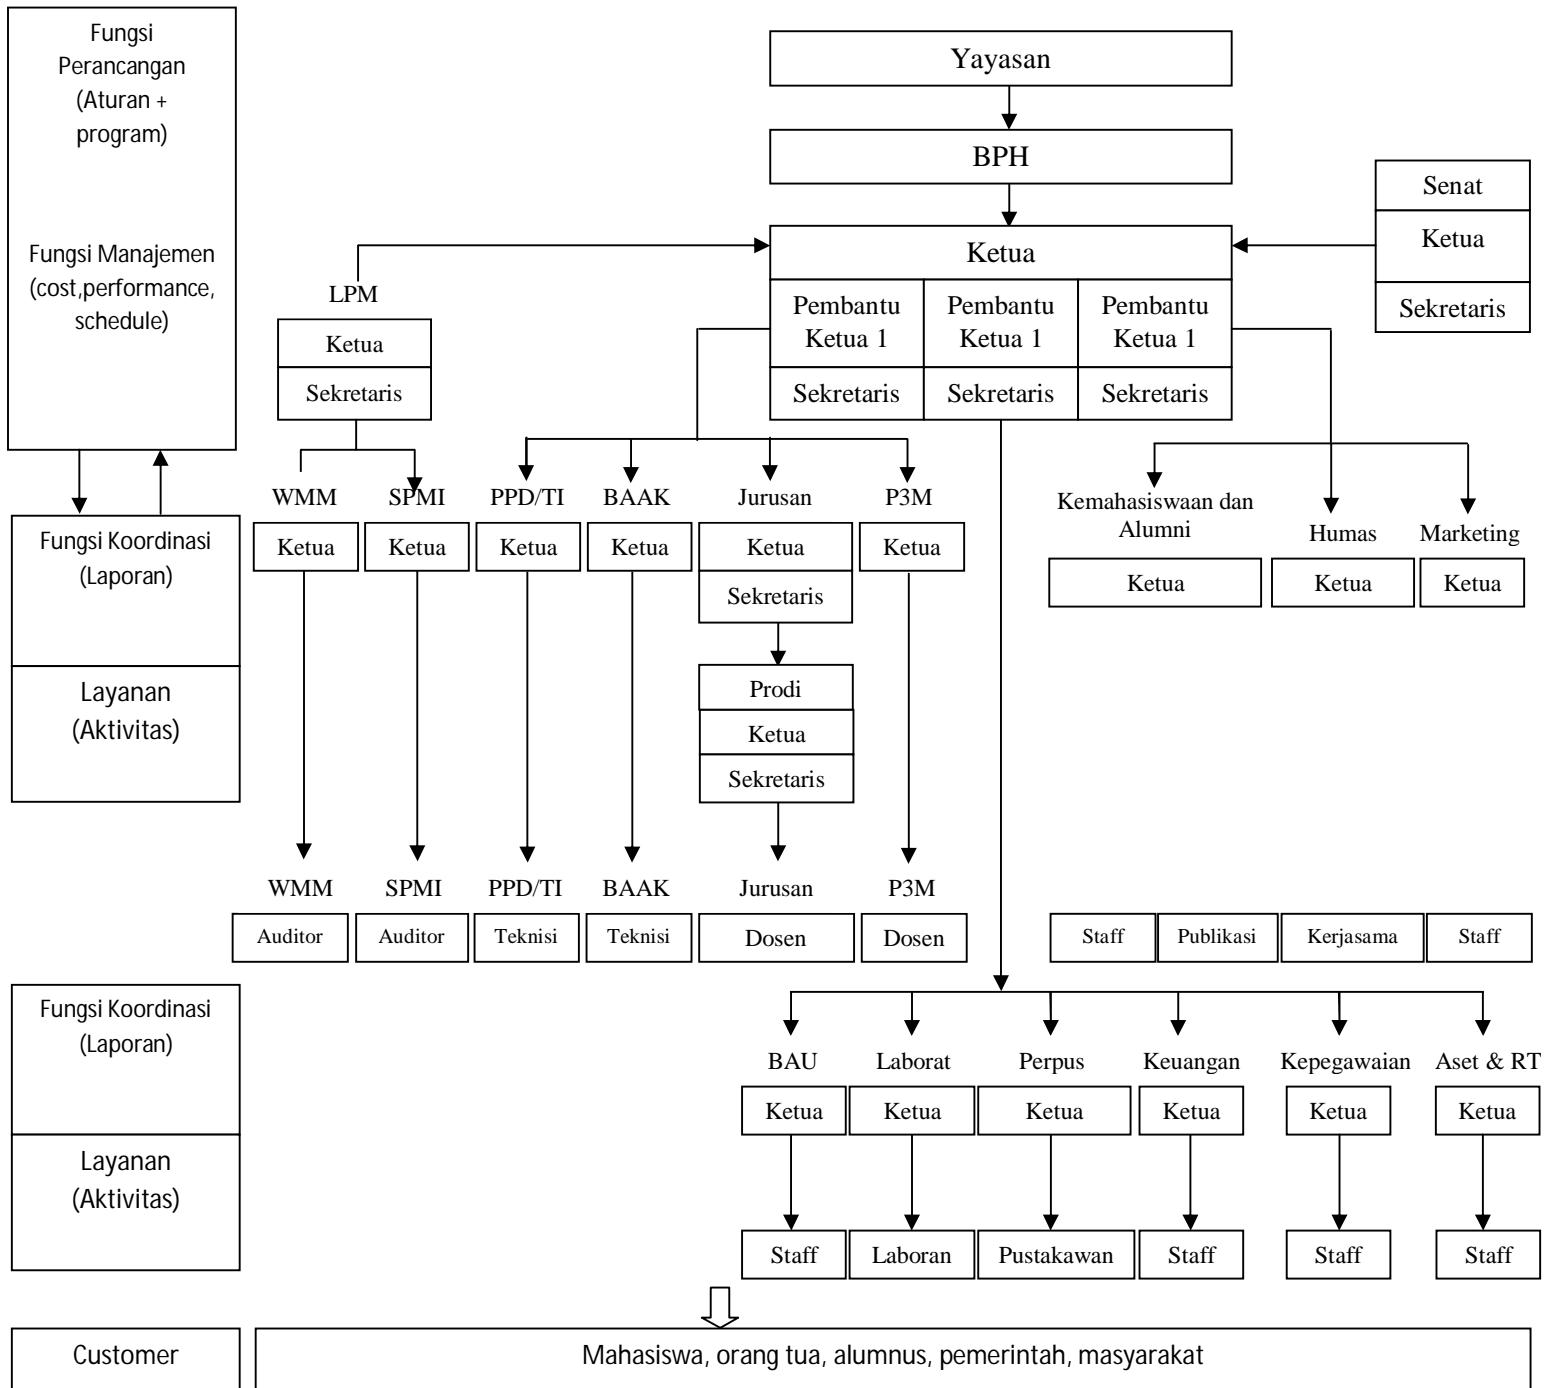 Fungsi
Perancangan
(Aturan +
program)
Fungsi Manajemen
(cost,performance,
schedule)
Yayasan
BPH
Senat
Ketua
Sekretaris
Ketua
Pembantu
Ketua 1
Pembantu
Ketua 1
Pembantu
Ketua 1
Sekretaris
Sekretaris
Sekretaris
LPM
Ketua
Sekretaris
WMM
SPMI
PPD/TI
BAAK
Jurusan
P3M
Kemahasiswaan dan
Alumni
Humas
Marketing
Fungsi Koordinasi
(Laporan)
Ketua
Ketua
Ketua
Ketua
Ketua
Ketua
Ketua
Ketua
Ketua
Sekretaris
Layanan
(Aktivitas)
Prodi
Ketua
Sekretaris
WMM
SPMI
PPD/TI
BAAK
Jurusan
P3M
Auditor
Auditor
Teknisi
Teknisi
Dosen
Dosen
Staff
Publikasi
Kerjasama
Staff
Fungsi Koordinasi
(Laporan)
BAU
Laborat
Perpus
Keuangan
Kepegawaian
Aset & RT
Ketua
Ketua
Ketua
Ketua
Ketua
Ketua
Layanan
(Aktivitas)
Staff
Laboran
Pustakawan
Staff
Staff
Staff
Customer
Mahasiswa, orang tua, alumnus, pemerintah, masyarakat